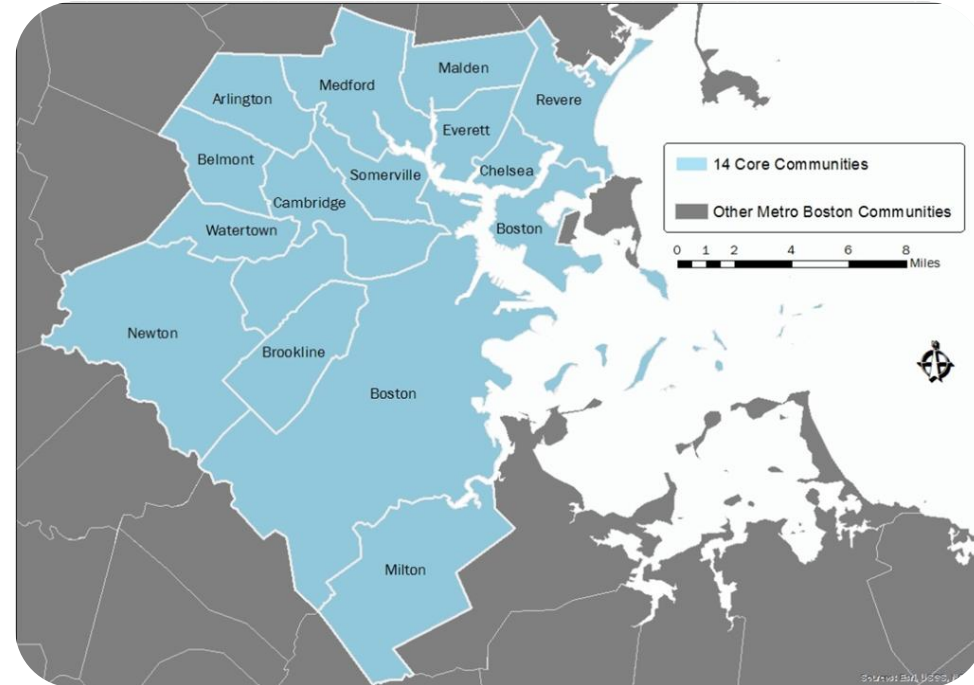 Malden
Medford
Arlington
Revere
Everett
Belmont
Chelsea
Somerville
Cambridge
Watertown
Boston
Newton
Brookline
Boston
Milton
14 Core Communities
Other Metro Boston Communities
0 1 2 4 6 8
Miles